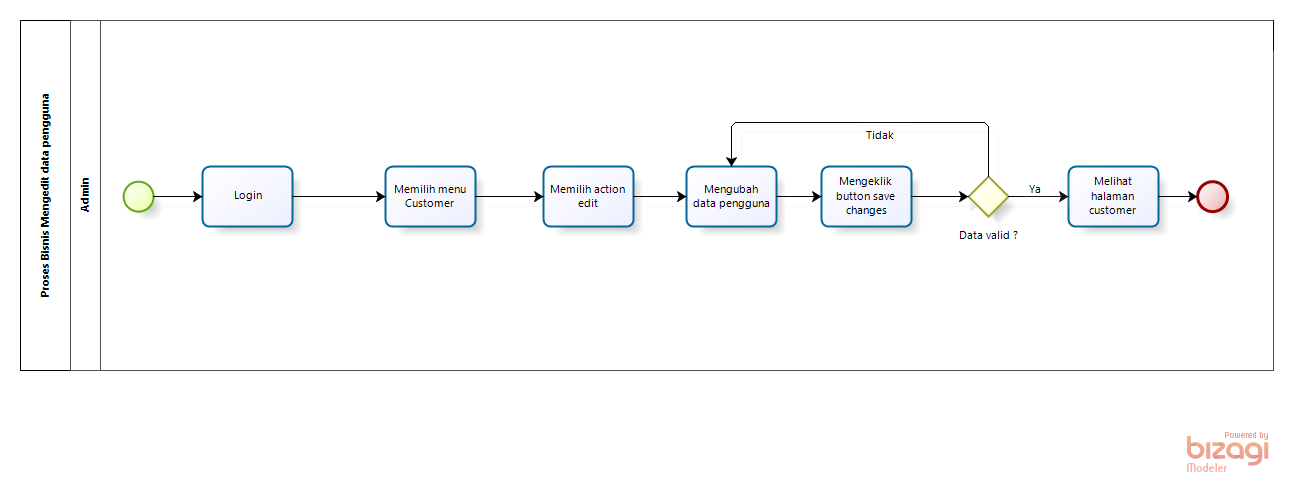 Proses Bisnis Mengedit data pengguna
Admin
Login
Memilih menu
Customer
Memilih action
edit
Mengubah
data pengguna
Mengeklik
button save
changes
Tidak
Data valid ?
Ya
Melihat
halaman
customer
Powered by
bizagi
Modeler